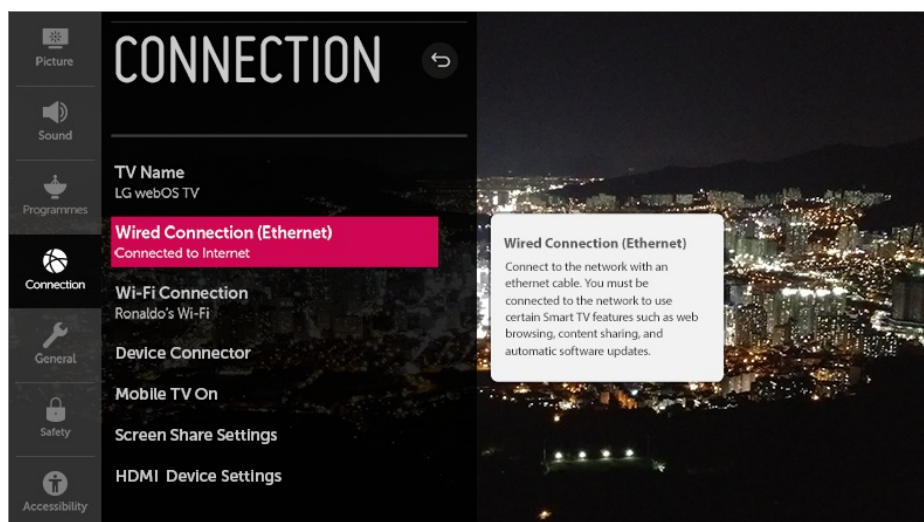 Picture
Sound
Programmes
Connection
General
Safety
Accessibility
CONNECTION
TV Name
LG webOS TV
Wired Connection (Ethernet)
Connected to Internet
Wi-Fi Connection
Ronaldo's Wi-Fi
Device Connector
Mobile TV On
Screen Share Settings
HDMI Device Settings
Wired Connection (Ethernet)
Connect to the network with an
ethernet cable. You must be
connected to the network to use
certain Smart TV features such as web
browsing, content sharing, and
automatic software updates.